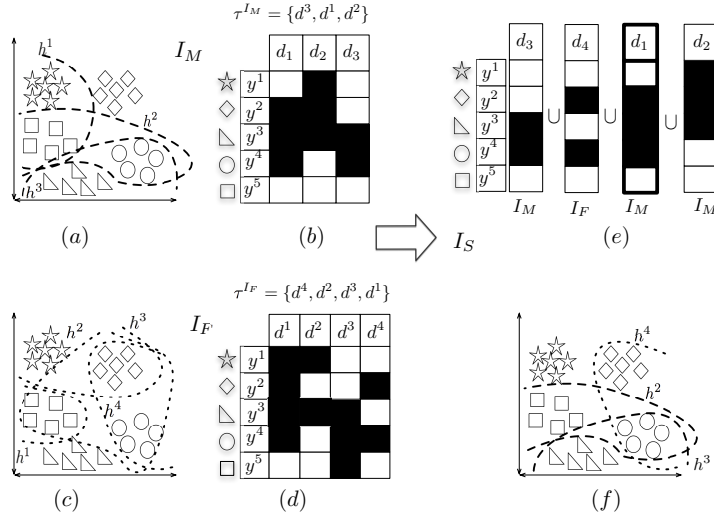 τ^{I_M} = {d^3, d^1, d^2}
h^1
I_M
d_1 d_2 d_3
y^1
y^2
y^3
y^4
y^5
h^2
h^3
(a)
(b)
d_3 d_4 d_1 d_2
y^1
y^2
y^3
y^4
y^5
∪ ∪ ∪
I_M I_F I_M I_M
I_S
(e)
τ^{I_F} = {d^4, d^2, d^3, d^1}
I_F
h^3
h^2
h^4
h^1
(c)
d^1 d^2 d^3 d^4
y^1
y^2
y^3
y^4
y^5
(d)
h^4
h^2
h^3
(f)